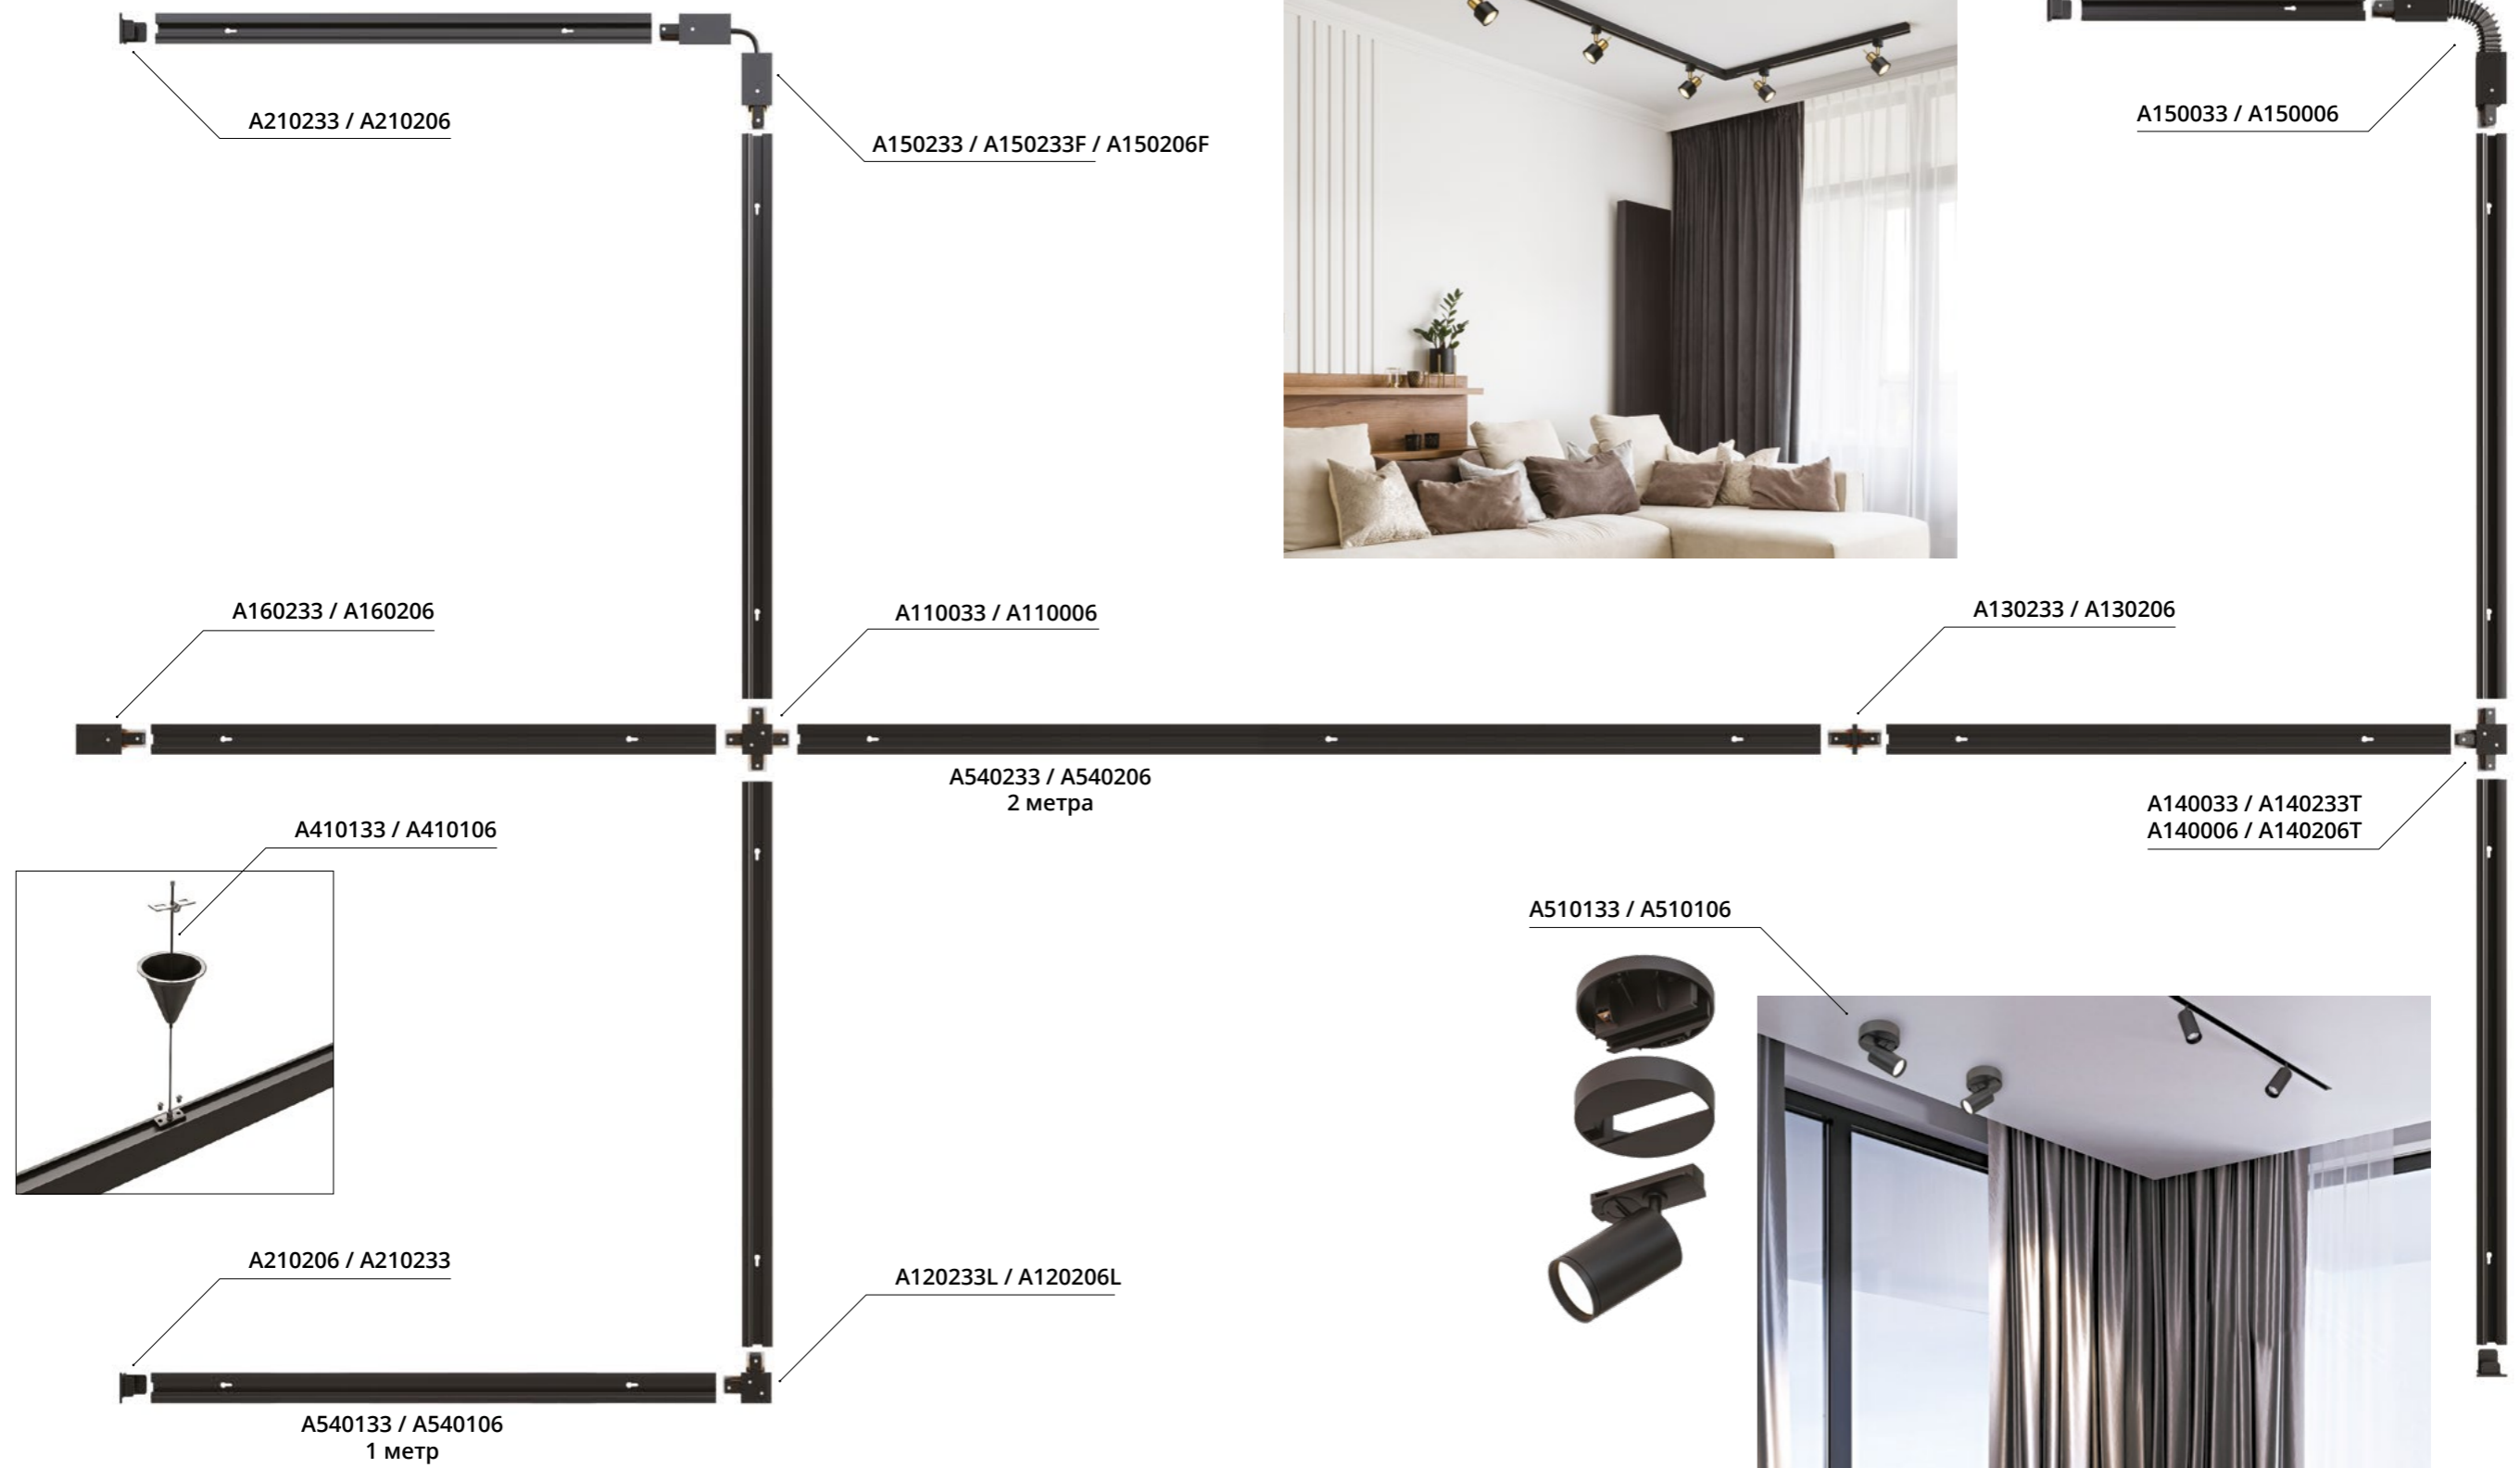 A210233 / A210206
A150233 / A150233F / A150206F
A150033 / A150006
A160233 / A160206
A110033 / A110006
A130233 / A130206
A540233 / A540206
2 метра
A140033 / A140233T
A140006 / A140206T
A410133 / A410106
A510133 / A510106
A210206 / A210233
A120233L / A120206L
A540133 / A540106
1 метр